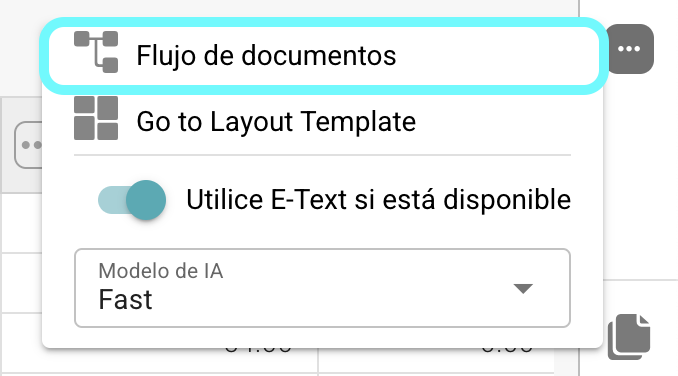 Flujo de documentos
Go to Layout Template
Utilice E-Text si está disponible
Modelo de IA
Fast